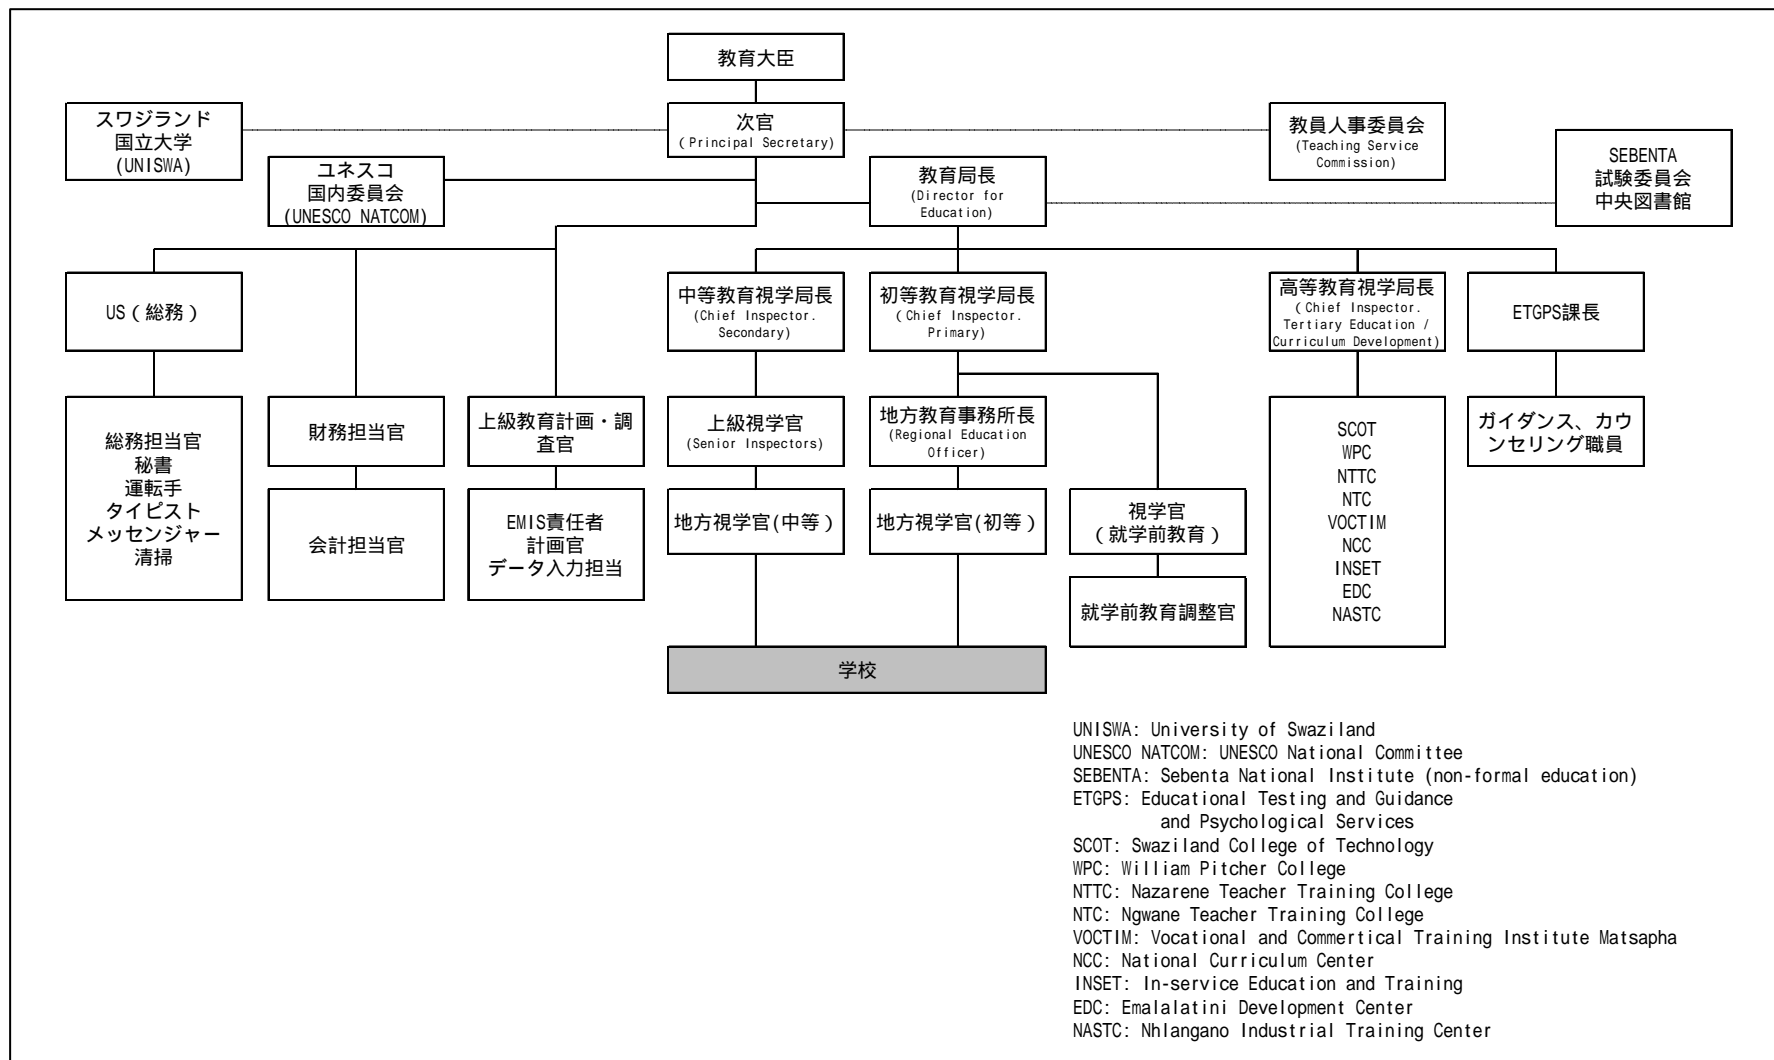 教育大臣
スワジランド
国立大学
(UNISWA)
次官
(Principal Secretary)
教員人事委員会
(Teaching Service
Commission)
ユネスコ
国内委員会
(UNESCO NATCOM)
教育局長
(Director for
Education)
SEBENTA
試験委員会
中央図書館
US(総務)
中等教育視学局長
(Chief Inspector.
Secondary)
初等教育視学局長
(Chief Inspector.
Primary)
高等教育視学局長
(Chief Inspector.
Tertiary Education /
Curriculum Development)
ETGPS課長
総務担当官
秘書
運転手
タイピスト
メッセンジャー
清掃
財務担当官
上級教育計画・調
査官
上級視学官
(Senior Inspectors)
地方教育事務所長
(Regional Education
Officer)
SCOT
WPC
NTTC
NTC
VOCTIM
NCC
INSET
EDC
NASTC
ガイダンス、カウ
ンセリング職員
会計担当官
EMIS責任者
計画官
データ入力担当
地方視学官(中等)
地方視学官(初等)
視学官
(就学前教育)
就学前教育調整官
学校
UNISWA: University of Swaziland
UNESCO NATCOM: UNESCO National Committee
SEBENTA: Sebenta National Institute (non-formal education)
ETGPS: Educational Testing and Guidance
and Psychological Services
SCOT: Swaziland College of Technology
WPC: William Pitcher College
NTTC: Nazarene Teacher Training College
NTC: Ngwane Teacher Training College
VOCTIM: Vocational and Commertical Training Institute Matsapha
NCC: National Curriculum Center
INSET: In-service Education and Training
EDC: Emalalatini Development Center
NASTC: Nhlangano Industrial Training Center